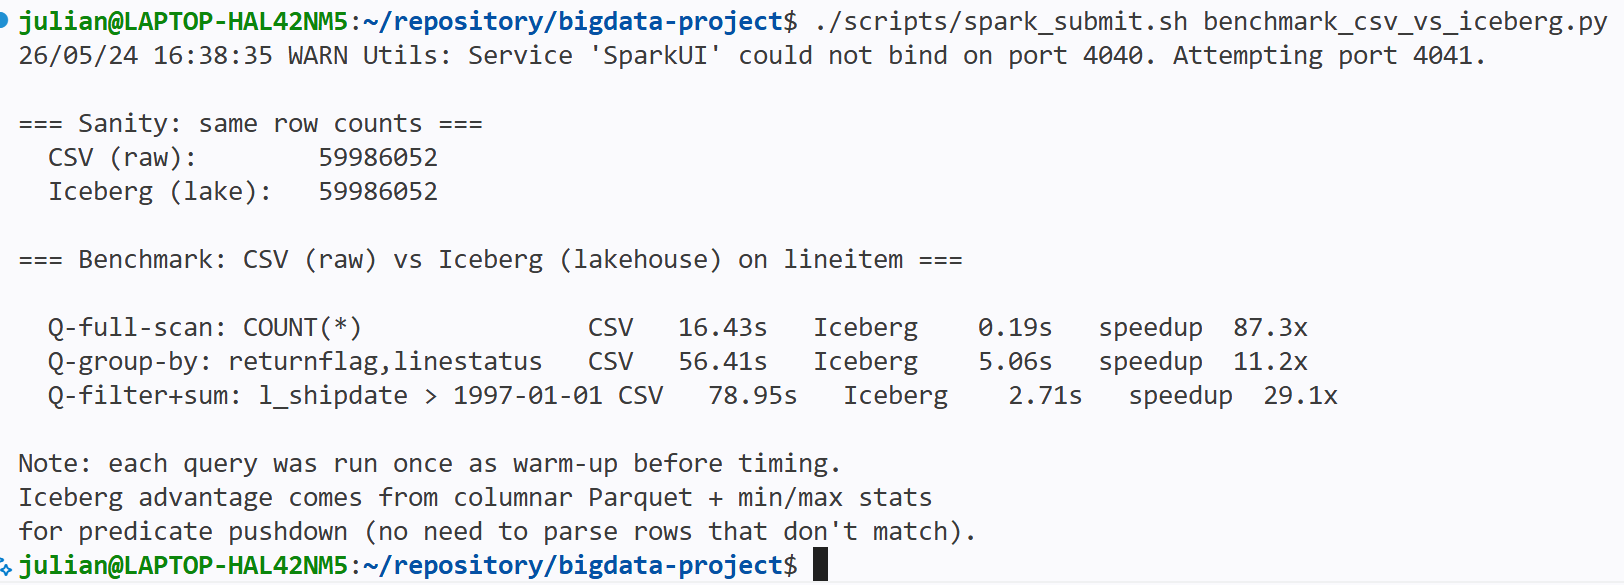 julian@LAPTOP-HAL42NM5:~/repository/bigdata-project$ ./scripts/spark_submit.sh benchmark_csv_vs_iceberg.py
26/05/24 16:38:35 WARN Utils: Service 'SparkUI' could not bind on port 4040. Attempting port 4041.
=== Sanity: same row counts ===
CSV (raw): 59986052
Iceberg (lake): 59986052
=== Benchmark: CSV (raw) vs Iceberg (lakehouse) on lineitem ===
Q-full-scan: COUNT(*) CSV 16.43s Iceberg 0.19s speedup 87.3x
Q-group-by: returnflag,linestatus CSV 56.41s Iceberg 5.06s speedup 11.2x
Q-filter+sum: l_shipdate > 1997-01-01 CSV 78.95s Iceberg 2.71s speedup 29.1x
Note: each query was run once as warm-up before timing.
Iceberg advantage comes from columnar Parquet + min/max stats
for predicate pushdown (no need to parse rows that don't match).
julian@LAPTOP-HAL42NM5:~/repository/bigdata-project$